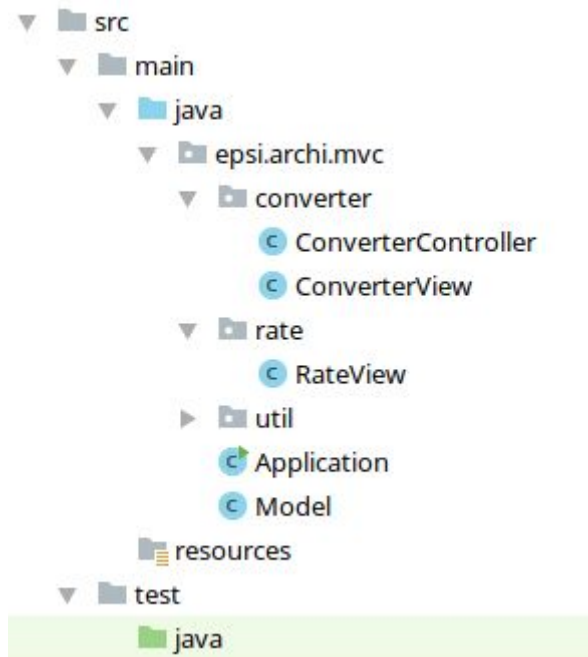 src
main
java
epsi.archi.mvc
converter
C ConverterController
C ConverterView
rate
C RateView
util
C Application
C Model
resources
test
java